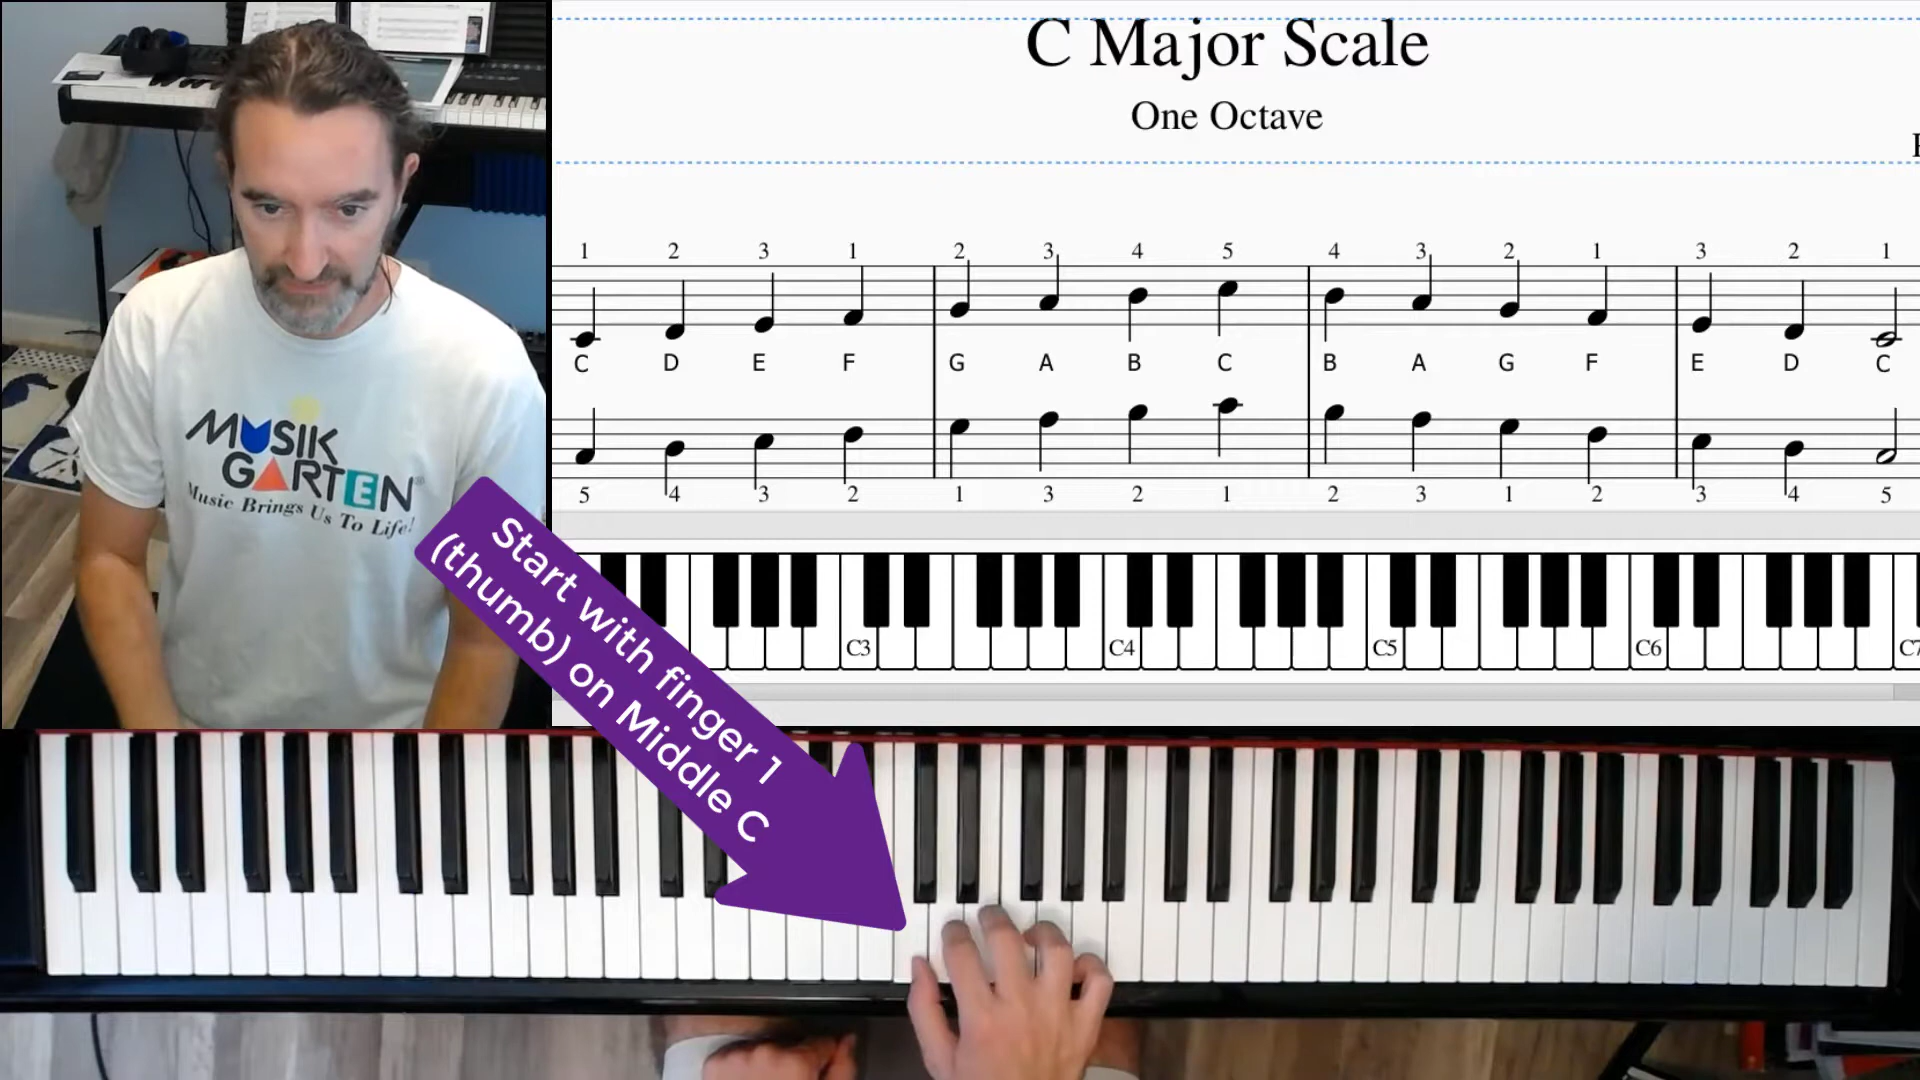 C Major Scale
One Octave
1 2 3 1 2 3 4 5 4 3 2 1 3 2 1
C D E F G A B C B A G F E D C
5 4 3 2 1 3 2 1 2 3 1 2 3 4 5
MUSIK
GARTEN®
Music Brings Us To Life!
Start with finger 1
(thumb) on Middle C
C3 C4 C5 C6 C7